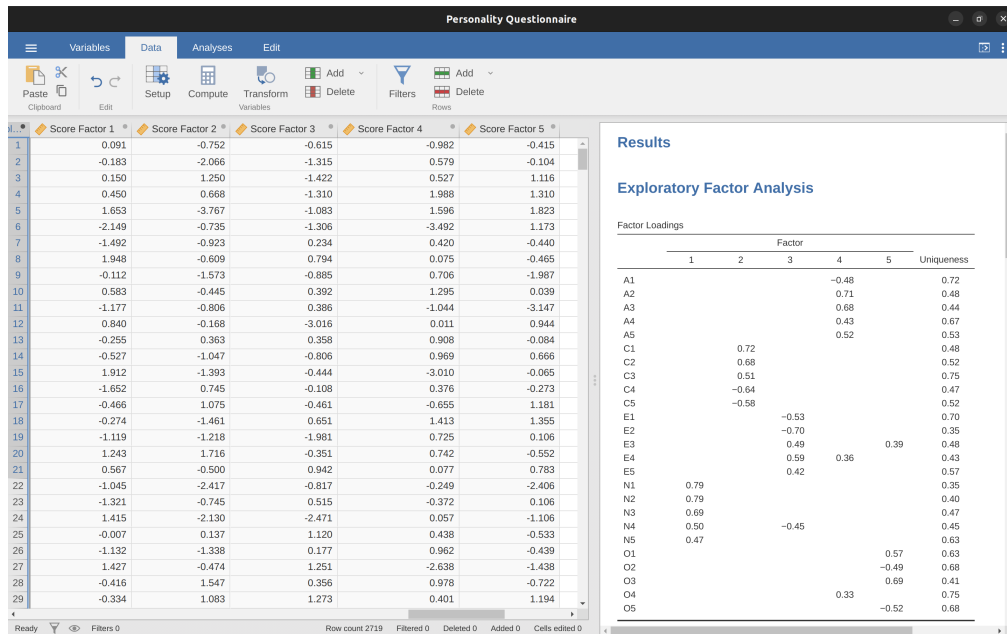 Personality Questionnaire
Variables Data Analyses Edit
Paste Setup Compute Transform Add Delete Filters Add Delete
Clipboard Edit Variables Rows
Score Factor 1 Score Factor 2 Score Factor 3 Score Factor 4 Score Factor 5
1 0.091 -0.752 -0.615 -0.982 -0.415
2 -0.183 -2.066 -1.315 0.579 -0.104
3 0.150 1.250 -1.422 0.527 1.116
4 0.450 0.668 -1.310 1.988 1.310
5 1.653 -3.767 -1.083 1.596 1.823
6 -2.149 -0.735 -1.306 -3.492 1.173
7 -1.492 -0.923 0.234 0.420 -0.440
8 1.948 -0.609 0.794 0.075 -0.465
9 -0.112 -1.573 -0.885 0.706 -1.987
10 0.583 -0.445 0.392 1.295 0.039
11 -1.177 -0.806 0.386 -1.044 -3.147
12 0.840 -0.168 -3.016 0.011 0.944
13 -0.255 0.363 0.358 0.908 -0.084
14 -0.527 -1.047 -0.806 0.969 0.666
15 1.912 -1.393 -0.444 -3.010 -0.065
16 -1.652 0.745 -0.108 0.376 -0.273
17 -0.466 1.075 -0.461 -0.655 1.181
18 -0.274 -1.461 0.651 1.413 1.355
19 -1.119 -1.218 -1.981 0.725 0.106
20 1.243 1.716 -0.351 0.742 -0.552
21 0.567 -0.500 0.942 0.077 0.783
22 -1.045 -2.417 -0.817 -0.249 -2.406
23 -1.321 -0.745 0.515 -0.372 0.106
24 1.415 -2.130 -2.471 0.057 -1.106
25 -0.007 0.137 1.120 0.438 -0.533
26 -1.132 -1.338 0.177 0.962 -0.439
27 1.427 -0.474 1.251 -2.638 -1.438
28 -0.416 1.547 0.356 0.978 -0.722
29 -0.334 1.083 1.273 0.401 1.194
Ready Filters 0 Row count 2719 Filtered 0 Deleted 0 Added 0 Cells edited 0
Results
Exploratory Factor Analysis
Factor Loadings
Factor
1 2 3 4 5 Uniqueness
A1 −0.48 0.72
A2 0.71 0.48
A3 0.68 0.44
A4 0.43 0.67
A5 0.52 0.53
C1 0.72 0.48
C2 0.68 0.52
C3 0.51 0.75
C4 −0.64 0.47
C5 −0.58 0.52
E1 −0.53 0.70
E2 −0.70 0.35
E3 0.49 0.39 0.48
E4 0.59 0.36 0.43
E5 0.42 0.57
N1 0.79 0.35
N2 0.79 0.40
N3 0.69 0.47
N4 0.50 −0.45 0.45
N5 0.47 0.63
O1 0.57 0.63
O2 −0.49 0.68
O3 0.69 0.41
O4 0.33 0.75
O5 −0.52 0.68